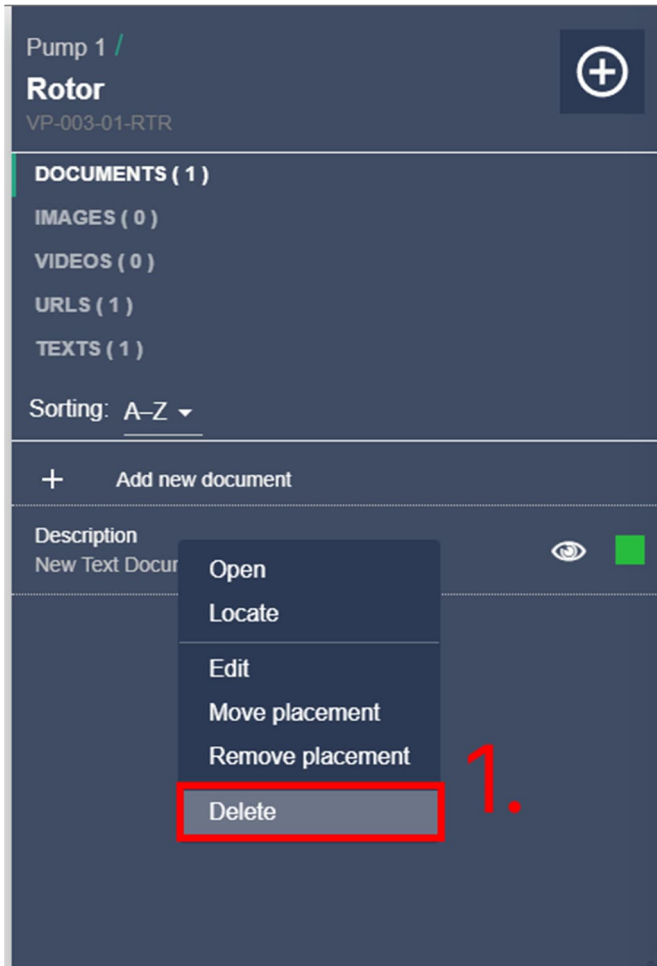 Pump 1 /
Rotor
VP-003-01-RTR
DOCUMENTS ( 1 )
IMAGES ( 0 )
VIDEOS ( 0 )
URLS ( 1 )
TEXTS ( 1 )
Sorting: A–Z
+ Add new document
Description
New Text Docur
Open
Locate
Edit
Move placement
Remove placement
Delete
1.